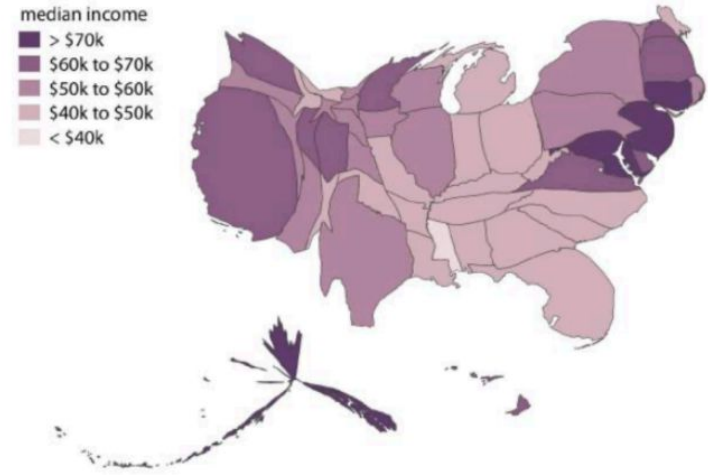 median income
> $70k
$60k to $70k
$50k to $60k
$40k to $50k
< $40k